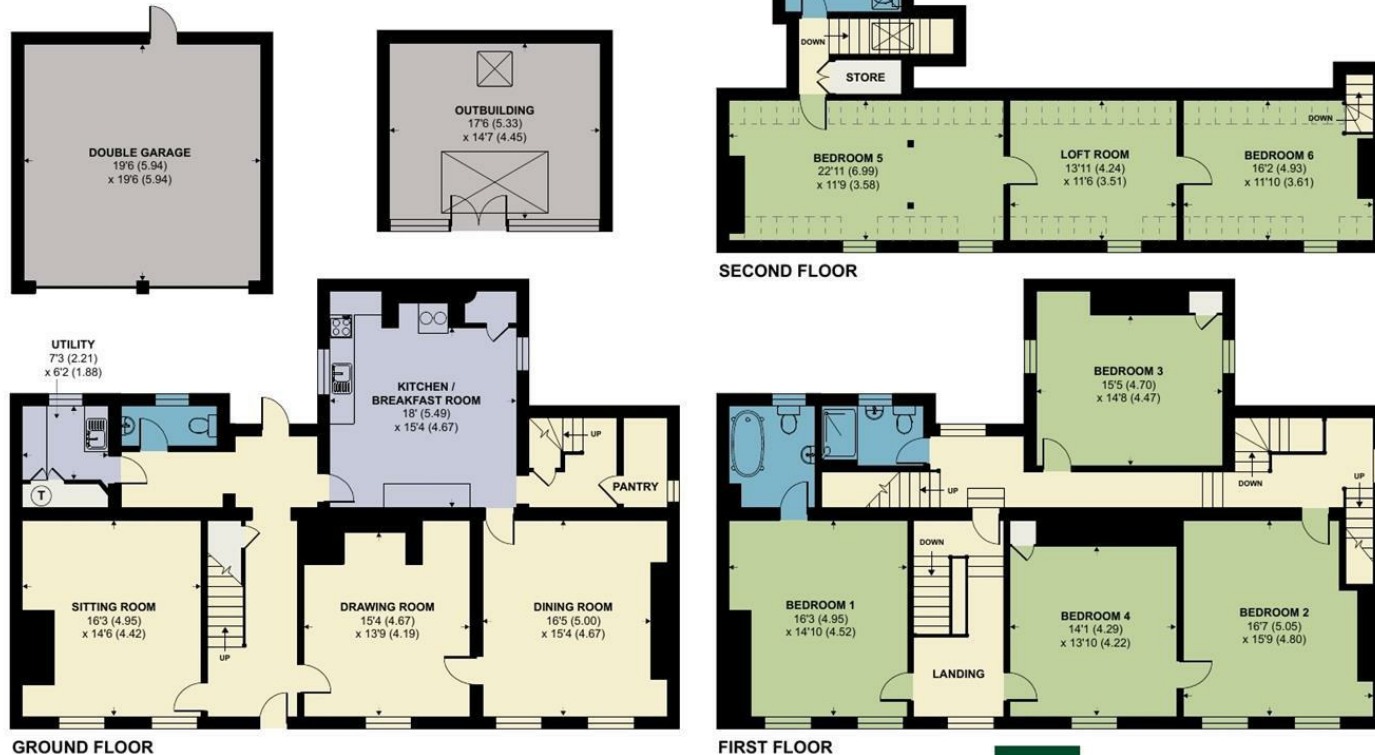 DOUBLE GARAGE
19'6 (5.94)
x 19'6 (5.94)
OUTBUILDING
17'6 (5.33)
x 14'7 (4.45)
DOWN
STORE
BEDROOM 5
22'11 (6.99)
x 11'9 (3.58)
LOFT ROOM
13'11 (4.24)
x 11'6 (3.51)
DOWN
BEDROOM 6
16'2 (4.93)
x 11'10 (3.61)
SECOND FLOOR
UTILITY
7'3 (2.21)
x 6'2 (1.88)
T
KITCHEN /
BREAKFAST ROOM
18' (5.49)
x 15'4 (4.67)
UP
PANTRY
SITTING ROOM
16'3 (4.95)
x 14'6 (4.42)
UP
DRAWING ROOM
15'4 (4.67)
x 13'9 (4.19)
DINING ROOM
16'5 (5.00)
x 15'4 (4.67)
GROUND FLOOR
BEDROOM 3
15'5 (4.70)
x 14'8 (4.47)
UP
DOWN
UP
DOWN
BEDROOM 1
16'3 (4.95)
x 14'10 (4.52)
LANDING
BEDROOM 4
14'1 (4.29)
x 13'10 (4.22)
BEDROOM 2
16'7 (5.05)
x 15'9 (4.80)
FIRST FLOOR